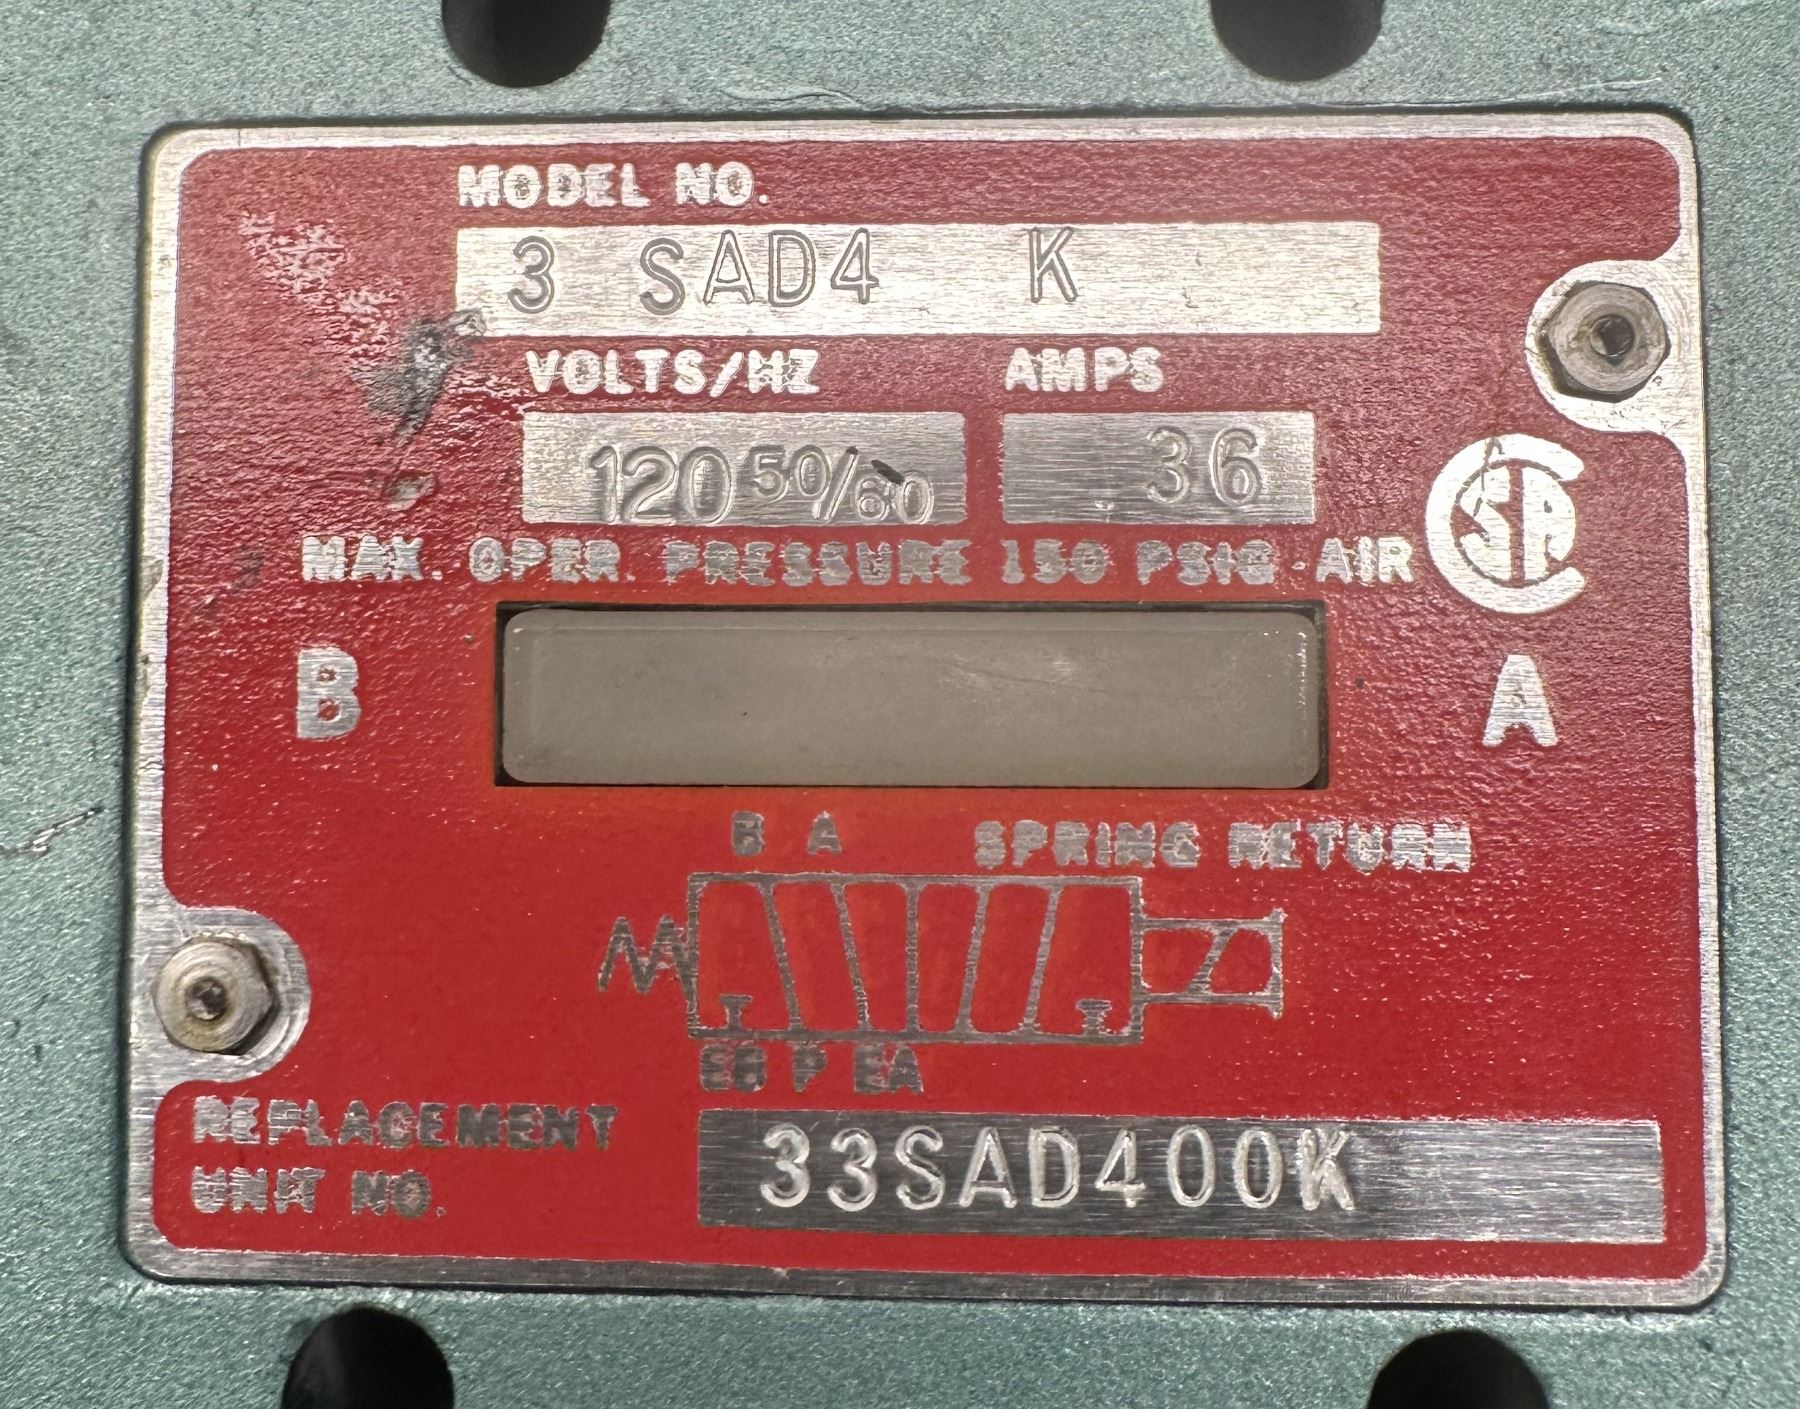 MODEL NO.
3 SAD4 K
VOLTS/HZ AMPS
120 50/60 36
MAX. OPER. PRESSURE 150 PSIG - AIR
CSA
B A
B A SPRING RETURN
EB P EA
REPLACEMENT
UNIT NO. 33SAD400K